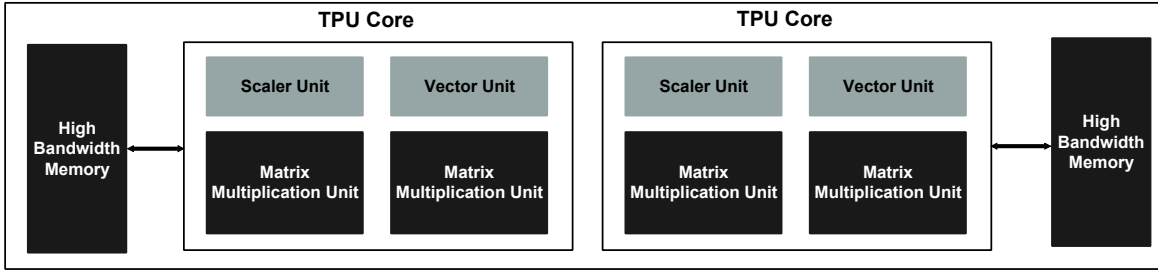 TPU Core
TPU Core
High
Bandwidth
Memory
Scaler Unit
Vector Unit
Matrix
Multiplication Unit
Matrix
Multiplication Unit
Scaler Unit
Vector Unit
Matrix
Multiplication Unit
Matrix
Multiplication Unit
High
Bandwidth
Memory